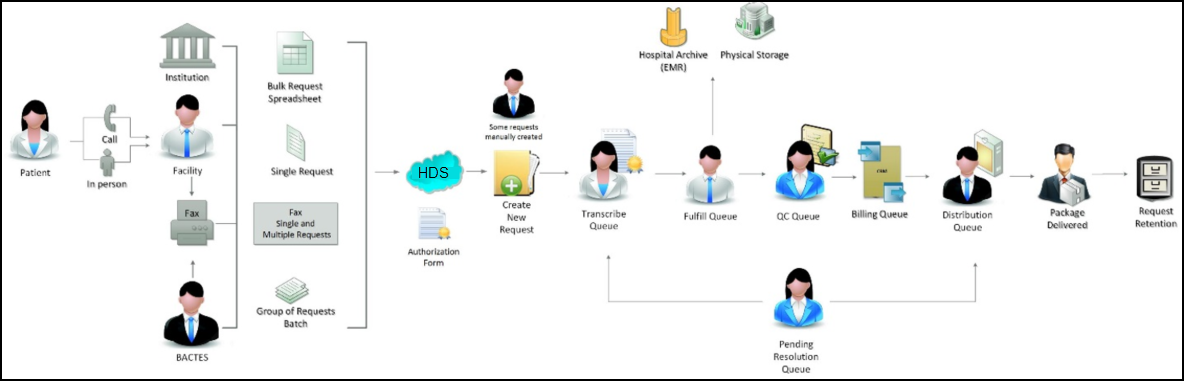 Hospital Archive
(EMR)
Physical Storage
Institution
Bulk Request
Spreadsheet
Some requests
manually created
Call
In person
Patient
Facility
Single Request
HDS
Create
New
Request
Transcribe
Queue
Fulfill Queue
QC Queue
Billing Queue
Distribution
Queue
Package
Delivered
Request
Retention
Fax
Fax
Single and
Multiple Requests
Authorization
Form
Group of Requests
Batch
BACTES
Pending
Resolution
Queue